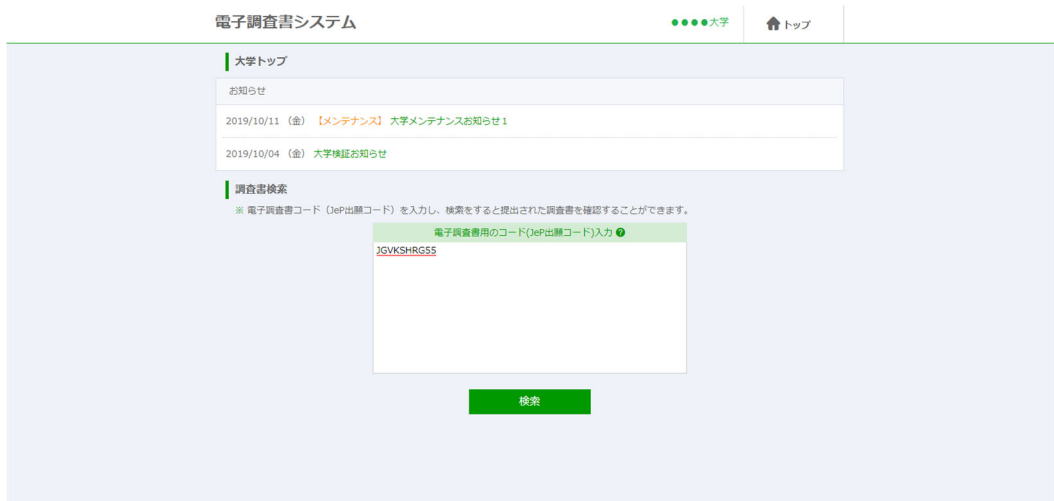 電子調査書システム
●●●●大学
トップ
大学トップ
お知らせ
2019/10/11 （金） 【メンテナンス】 大学メンテナンスお知らせ1
2019/10/04 （金） 大学検証お知らせ
調査書検索
※ 電子調査書コード（JeP出願コード）を入力し、検索をすると提出された調査書を確認することができます。
電子調査書用のコード(JeP出願コード)入力 ?
JGVKSHRG55
検索